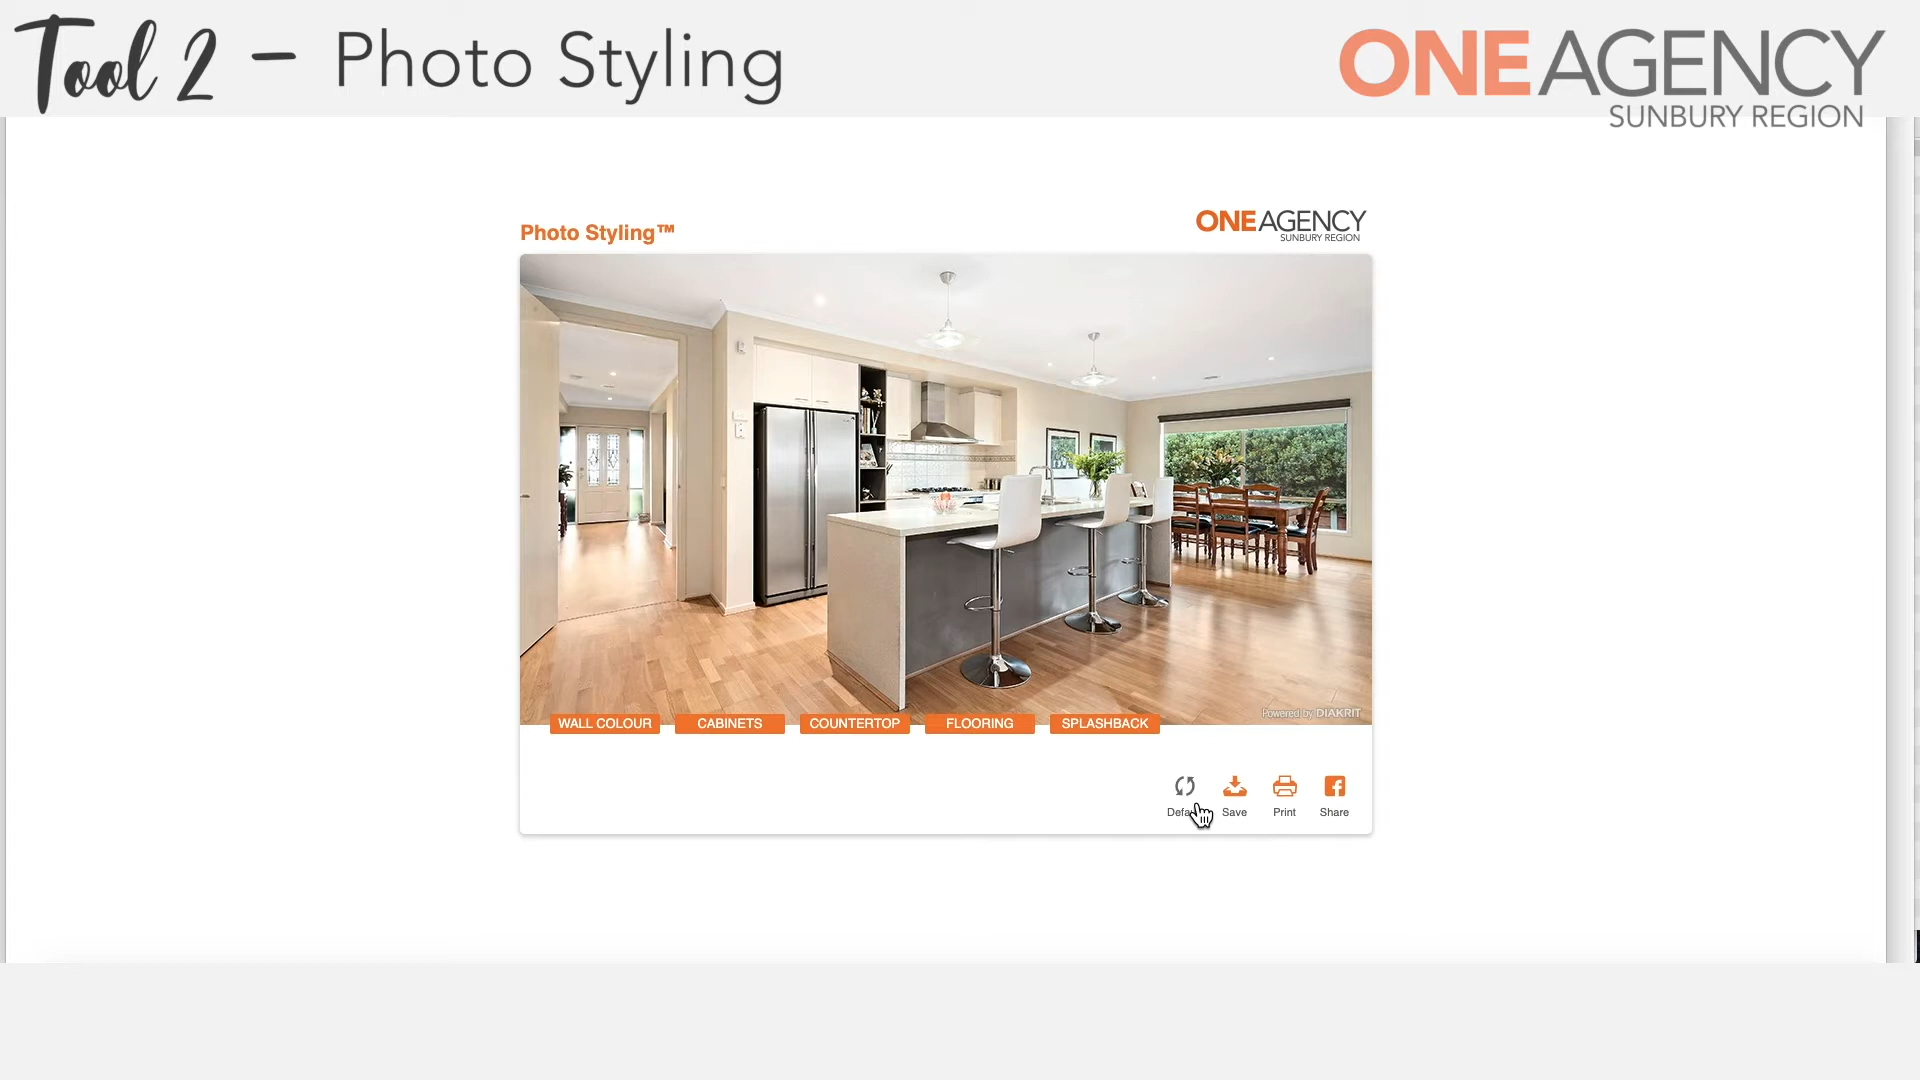 Tool 2 - Photo Styling
ONEAGENCY
SUNBURY REGION
Photo Styling™
ONEAGENCY
SUNBURY REGION
Powered by DIAKRIT
WALL COLOUR
CABINETS
COUNTERTOP
FLOORING
SPLASHBACK
Save
Print
Share